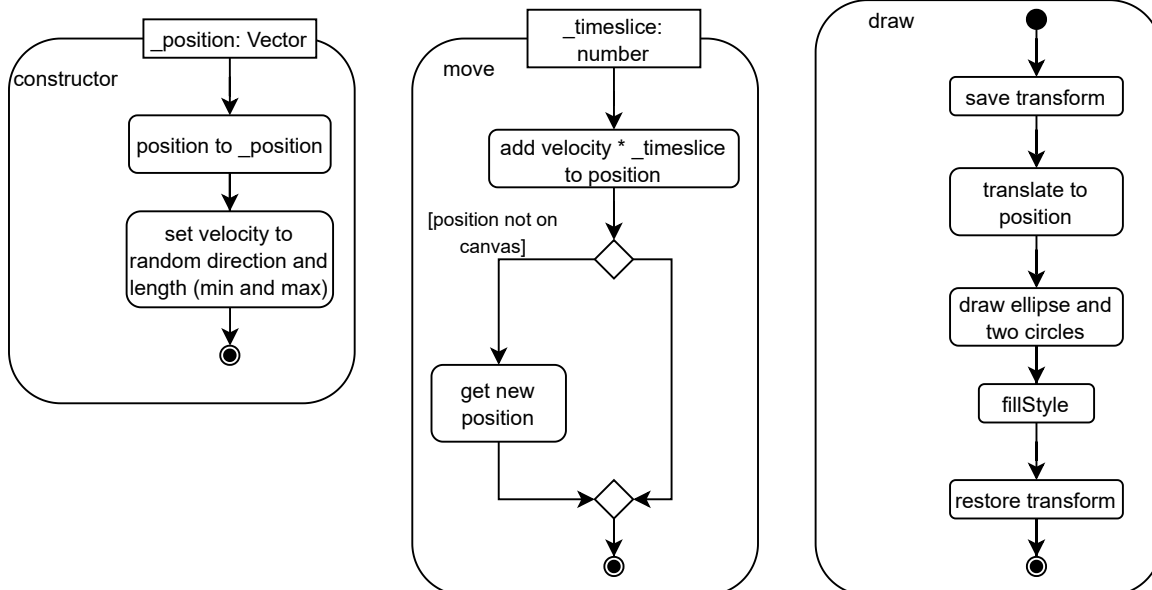 _position: Vector
constructor
position to _position
set velocity to
random direction and
length (min and max)
_timeslice:
number
move
add velocity * _timeslice
to position
[position not on
canvas]
get new
position
draw
save transform
translate to
position
draw ellipse and
two circles
fillStyle
restore transform